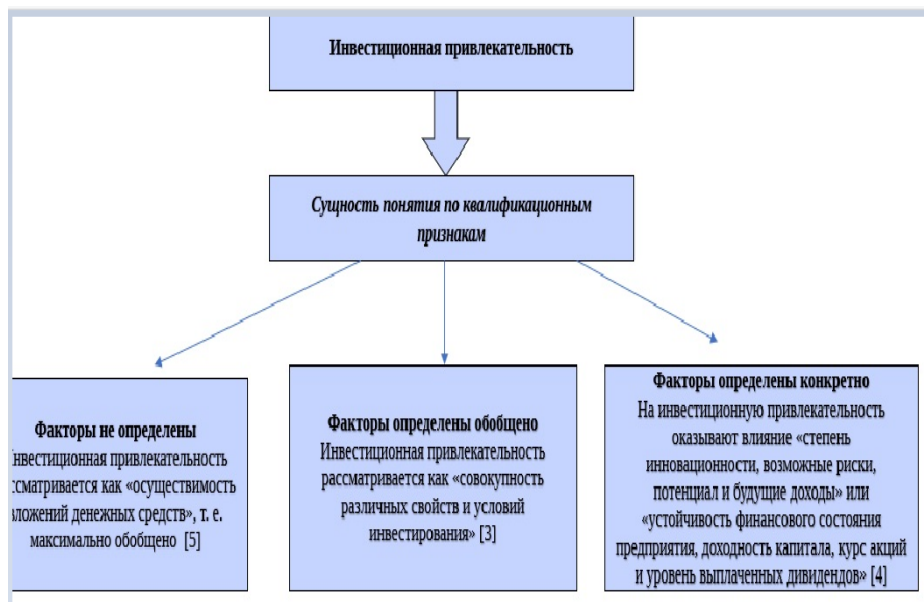 Инвестиционная привлекательность
Сущность понятия по квалификационным
признакам
Факторы не определены
нвестиционная привлекательность
ссматривается как «осуществимость
ложений денежных средств», т. е.
максимально обобщено [5]
Факторы определены обобщено
Инвестиционная привлекательность
рассматривается как «совокупность
различных свойств и условий
инвестирования» [3]
Факторы определены конкретно
На инвестиционную привлекательность
оказывают влияние «степень
инновационности, возможные риски,
потенциал и будущие доходы» или
«устойчивость финансового состояния
предприятия, доходность капитала, курс акций
и уровень выплаченных дивидендов» [4]